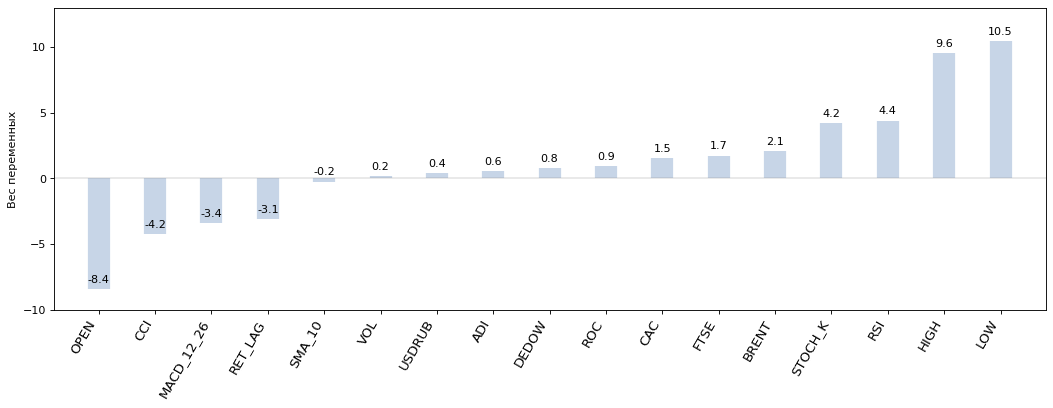 Вес переменных
10
5
0
−5
−10
-8.4
-4.2
-3.4
-3.1
-0.2
0.2
0.4
0.6
0.8
0.9
1.5
1.7
2.1
4.2
4.4
9.6
10.5
OPEN
CCI
MACD_12_26
RET_LAG
SMA_10
VOL
USDRUB
ADI
DEDOW
ROC
CAC
FTSE
BRENT
STOCH_K
RSI
HIGH
LOW